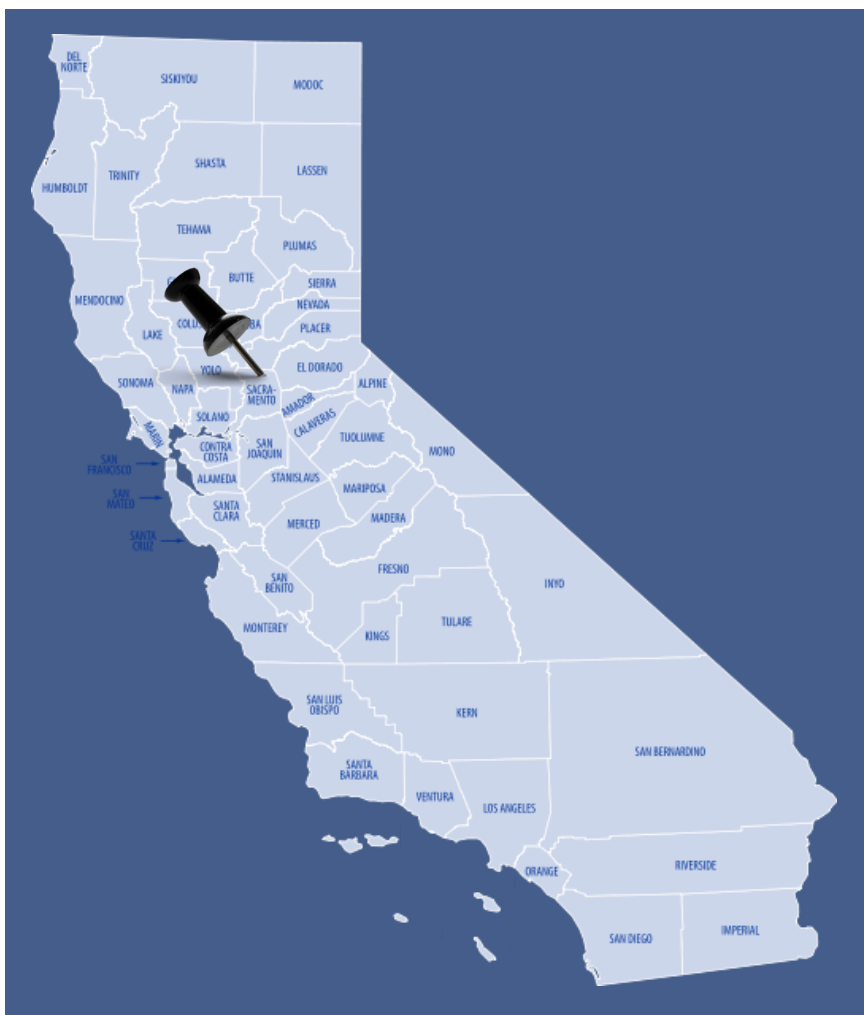 DEL
NORTE
SISKIYOU
MODOC
SHASTA
LASSEN
TRINITY
HUMBOLDT
TEHAMA
PLUMAS
BUTTE
SIERRA
MENDOCINO
NEVADA
LAKE
PLACER
YOLO
EL DORADO
SONOMA
NAPA
SACRA-
MENTO
ALPINE
AMADOR
SOLANO
CALAVERAS
MARIN
TUOLUMNE
CONTRA
COSTA
SAN
JOAQUIN
MONO
SAN
FRANCISCO
ALAMEDA
STANISLAUS
MARIPOSA
SAN
MATEO
SANTA
CLARA
MERCED
MADERA
SANTA
CRUZ
FRESNO
SAN
BENITO
INYO
MONTEREY
KINGS
TULARE
SAN LUIS
OBISPO
KERN
SAN BERNARDINO
SANTA
BARBARA
VENTURA
LOS ANGELES
ORANGE
RIVERSIDE
SAN DIEGO
IMPERIAL